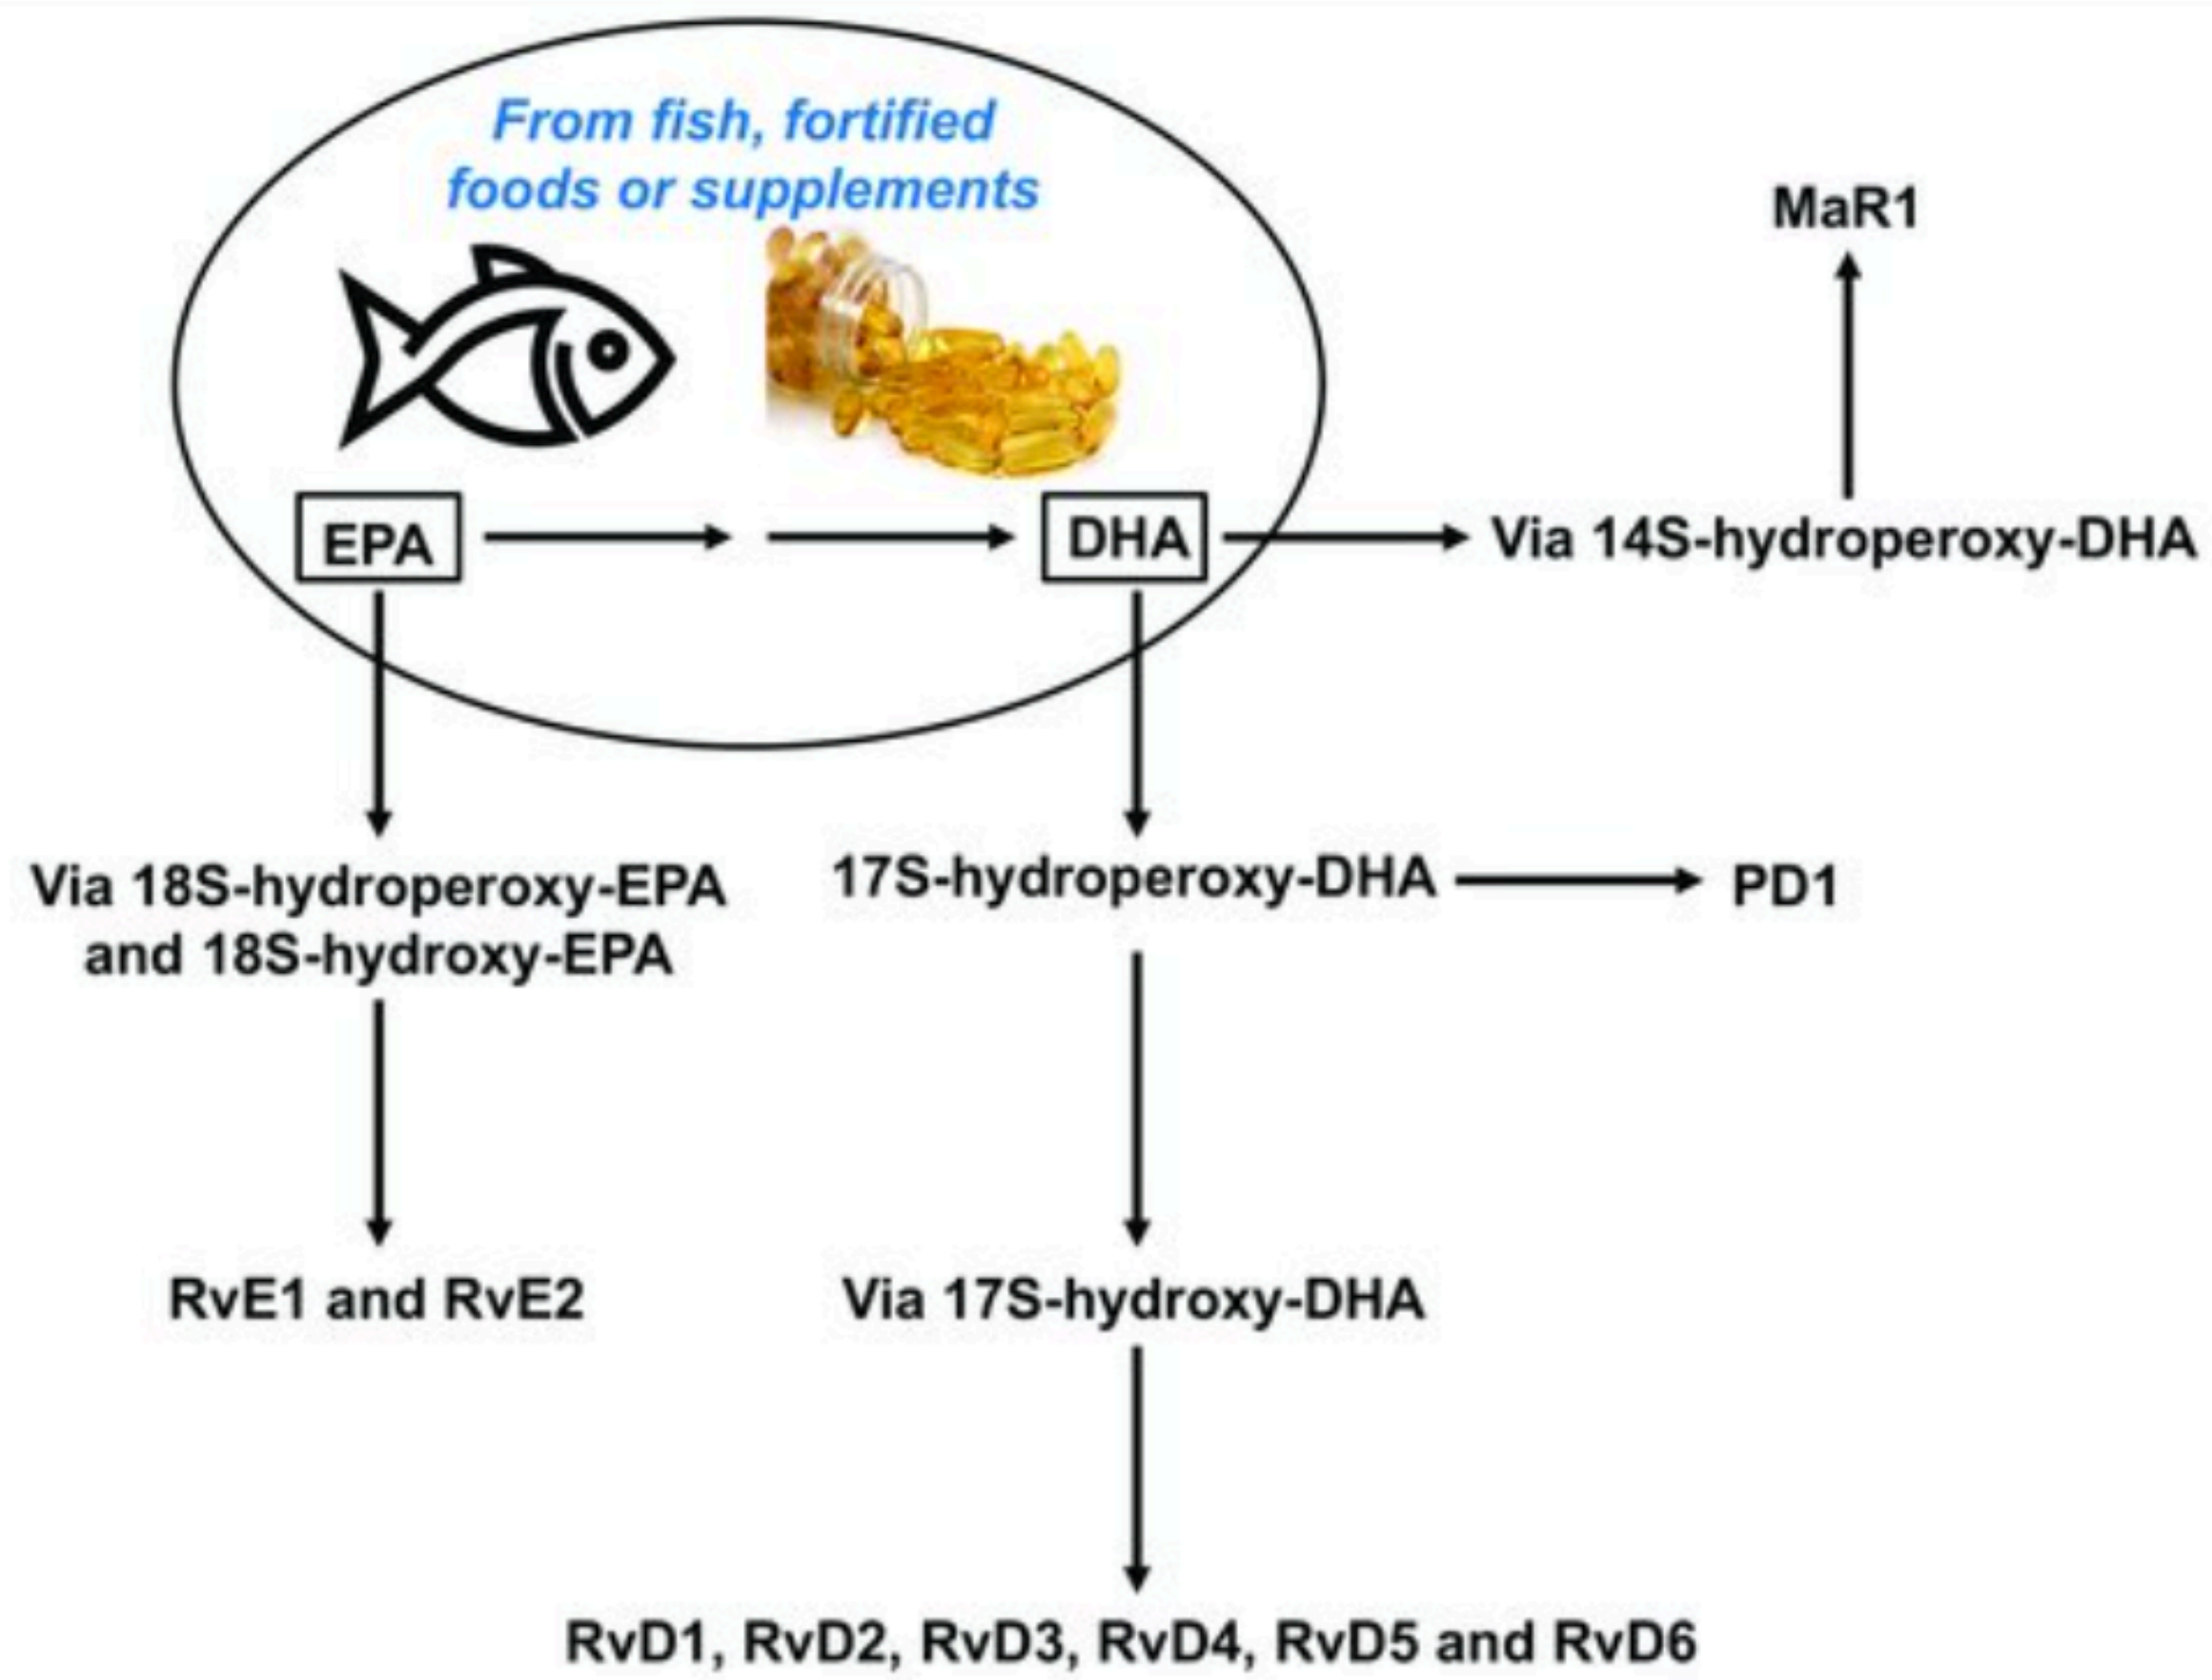 From fish, fortified
foods or supplements
MaR1
EPA
DHA
Via 14S-hydroperoxy-DHA
Via 18S-hydroperoxy-EPA
and 18S-hydroxy-EPA
17S-hydroperoxy-DHA
PD1
RvE1 and RvE2
Via 17S-hydroxy-DHA
RvD1, RvD2, RvD3, RvD4, RvD5 and RvD6